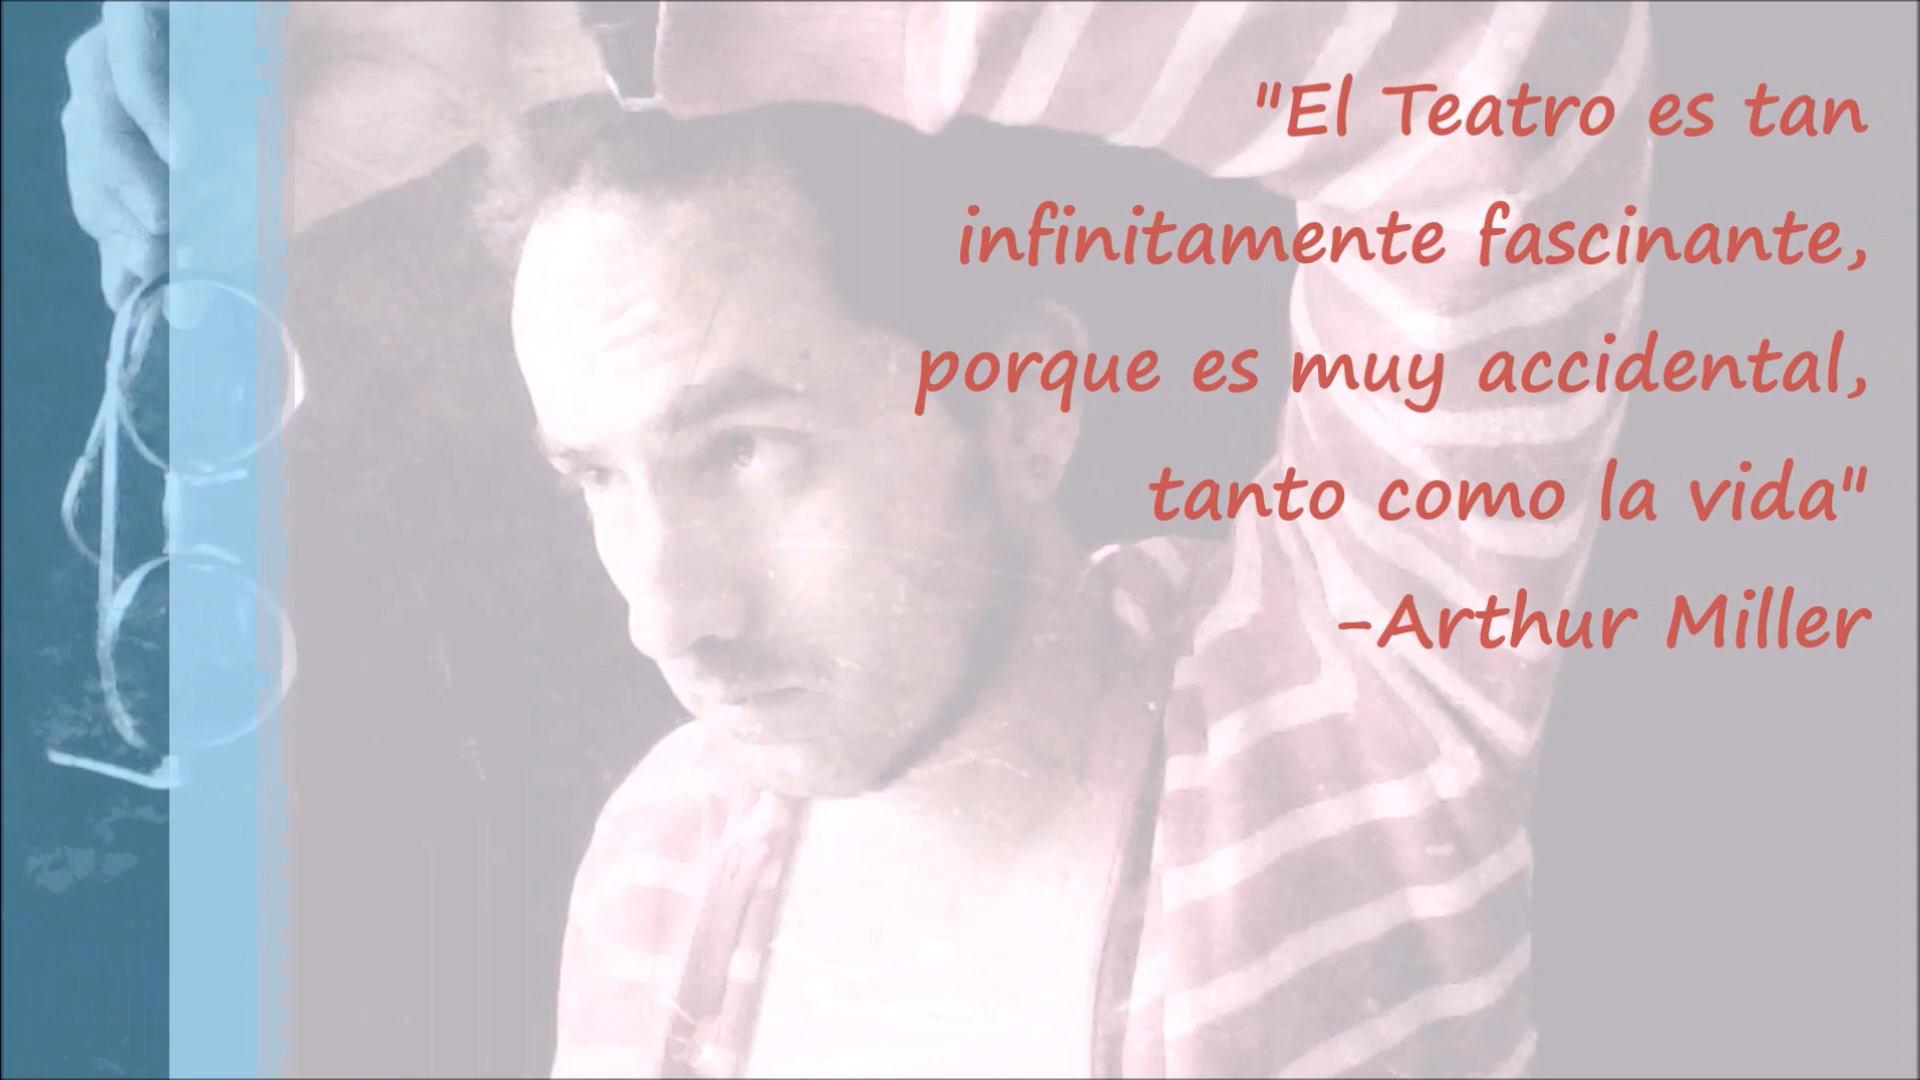 "El Teatro es tan
infinitamente fascinante,
porque es muy accidental,
tanto como la vida"
-Arthur Miller